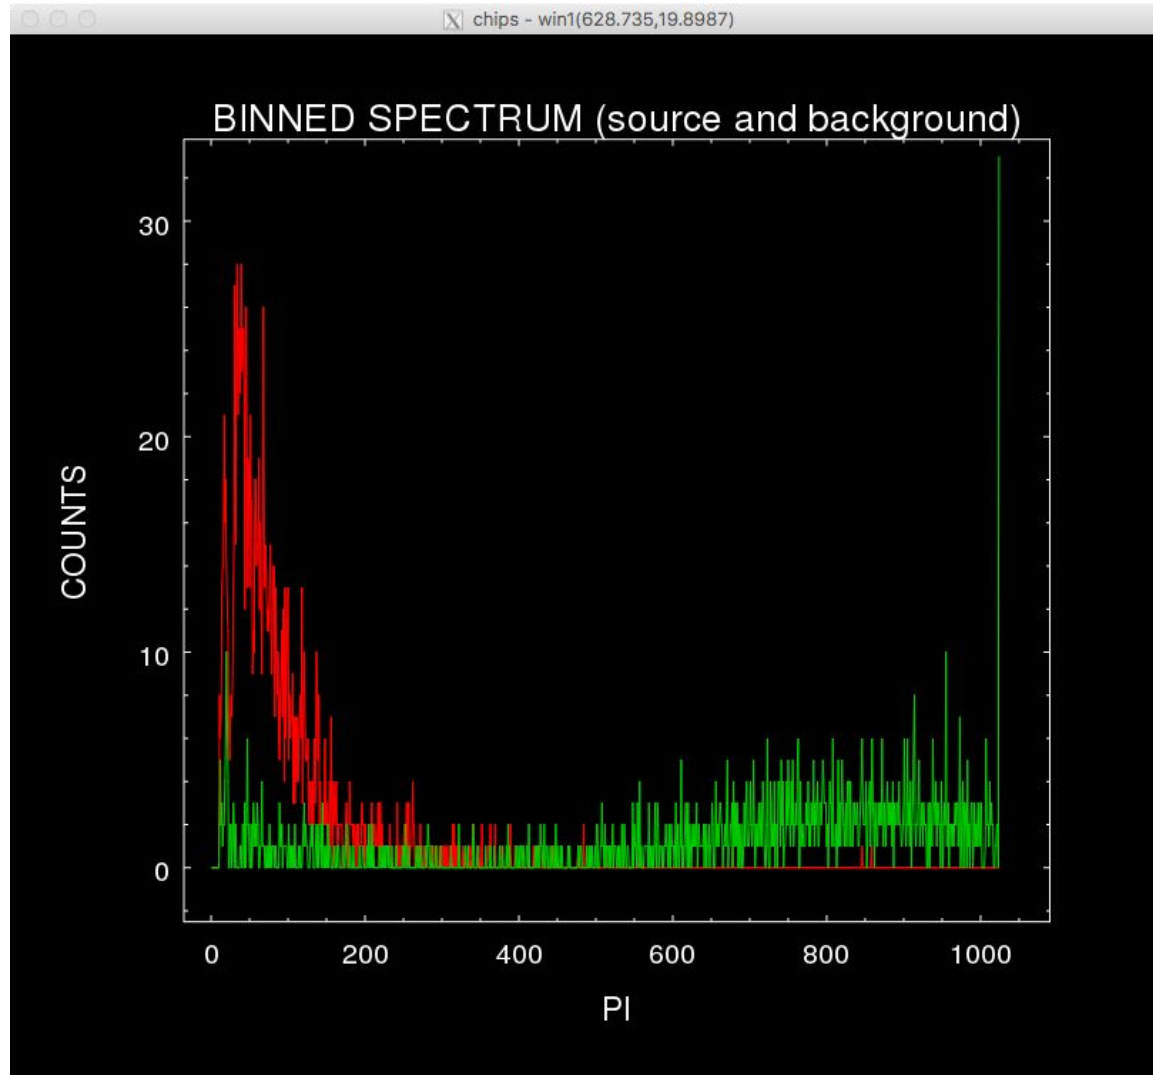 chips - win1(628.735,19.8987)
BINNED SPECTRUM (source and background)
30
20
10
0
COUNTS
0 200 400 600 800 1000
PI